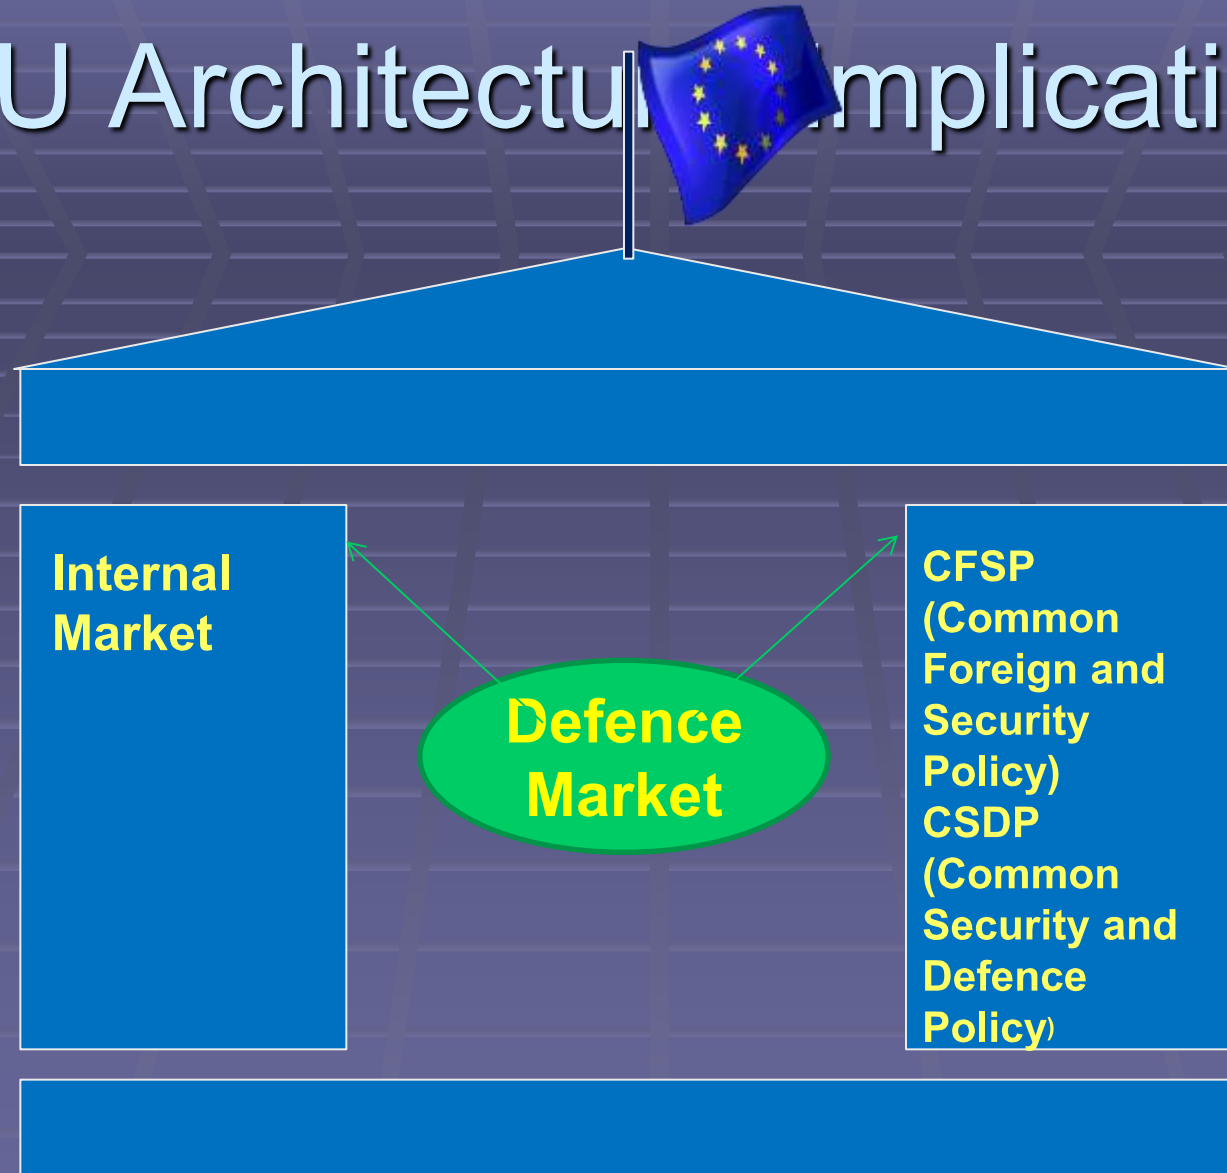 U Architectu mplicati
Internal
Market
Defence
Market
CFSP
(Common
Foreign and
Security
Policy)
CSDP
(Common
Security and
Defence
Policy)